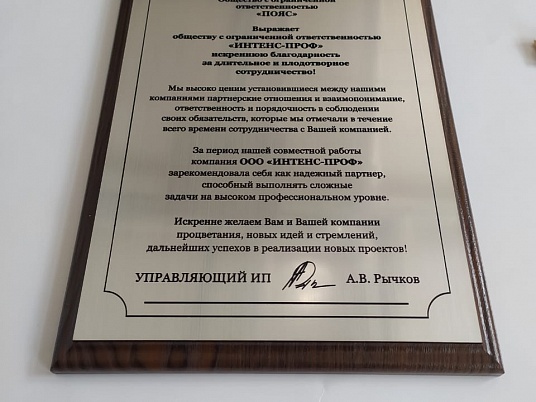 Общество с ограниченной
ответственностью
«ПОЯС»
Выражает
обществу с ограниченной ответственностью
«ИНТЕНС-ПРОФ»
искреннюю благодарность
за длительное и плодотворное
сотрудничество!
Мы высоко ценим установившиеся между нашими
компаниями партнерские отношения и взаимопонимание,
ответственность и порядочность в соблюдении
своих обязательств, которые мы отмечали в течение
всего времени сотрудничества с Вашей компанией.
За период нашей совместной работы
компания ООО «ИНТЕНС-ПРОФ»
зарекомендовала себя как надежный партнер,
способный выполнять сложные
задачи на высоком профессиональном уровне.
Искренне желаем Вам и Вашей компании
процветания, новых идей и стремлений,
дальнейших успехов в реализации новых проектов!
УПРАВЛЯЮЩИЙ ИП А.В. Рычков